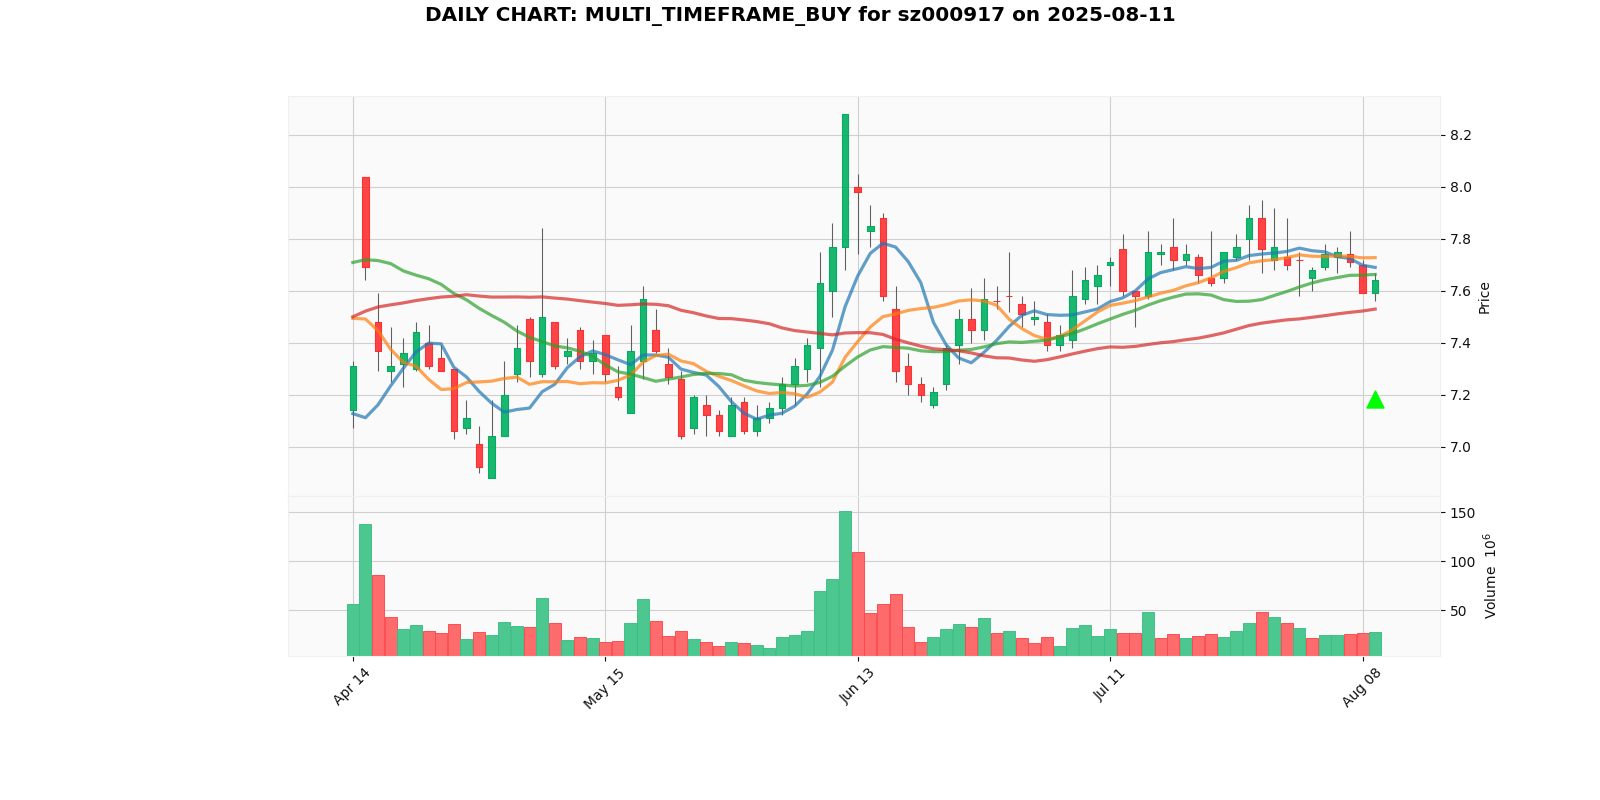 DAILY CHART: MULTI_TIMEFRAME_BUY for sz000917 on 2025-08-11
8.2
8.0
7.8
7.6
7.4
7.2
7.0
Price
150
100
50
Volume 10^6
Apr 14
May 15
Jun 13
Jul 11
Aug 08